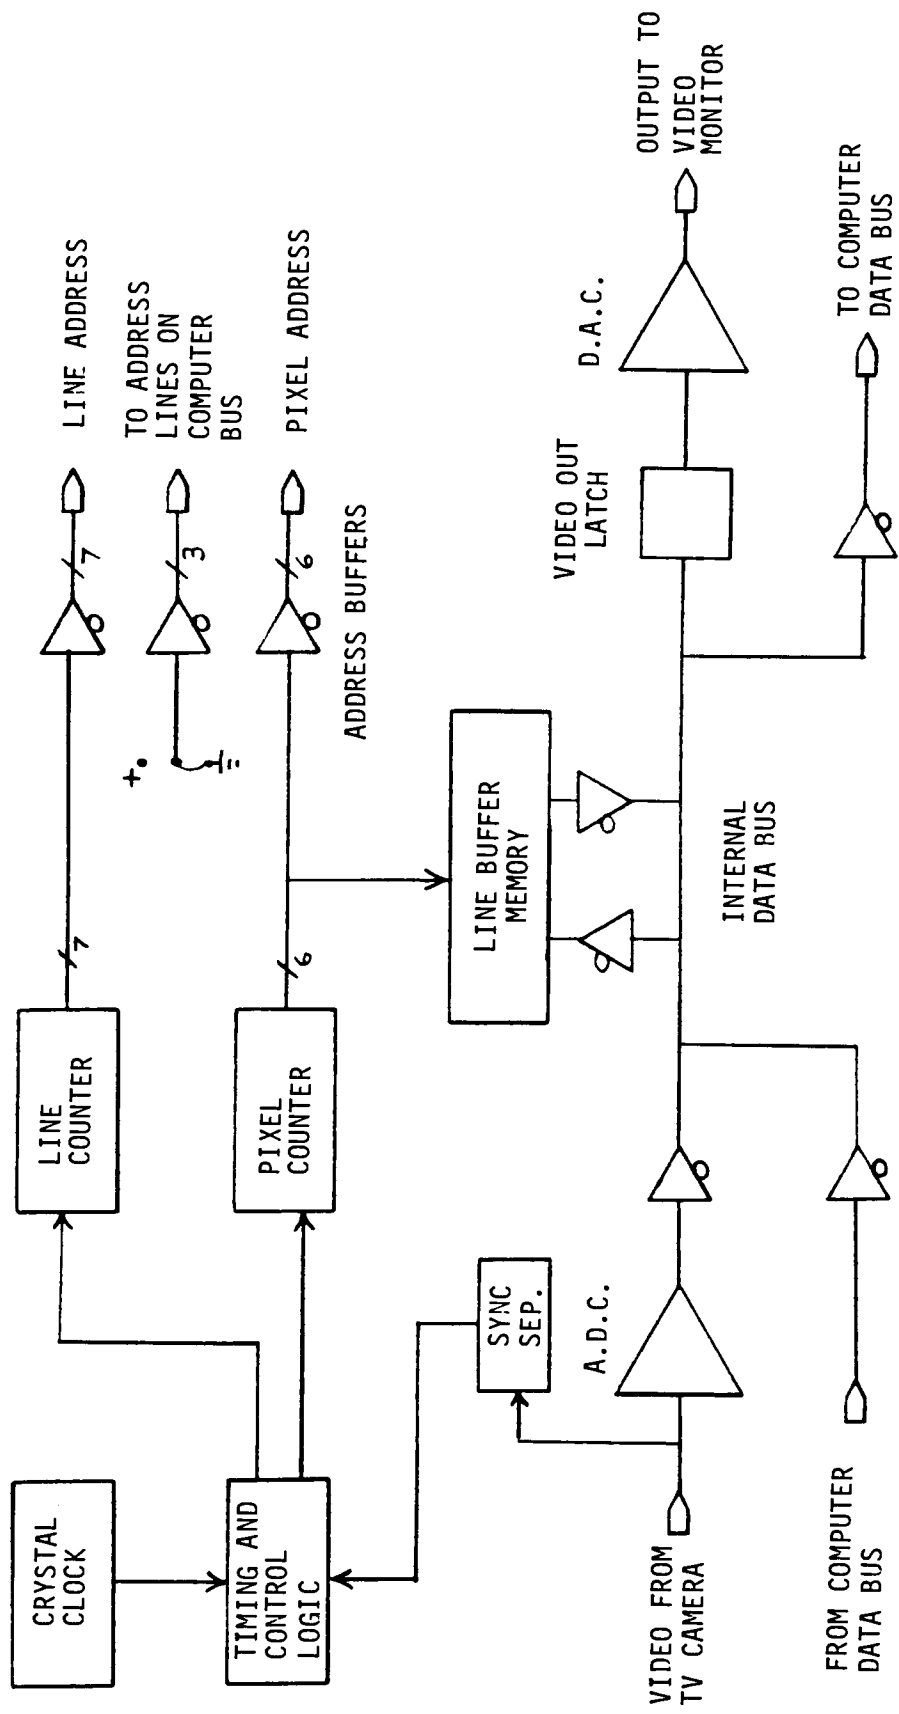 CRYSTAL
CLOCK
TIMING AND
CONTROL
LOGIC
LINE
COUNTER
7
7
LINE ADDRESS
+
3
TO ADDRESS
LINES ON
COMPUTER
BUS
PIXEL
COUNTER
6
6
PIXEL ADDRESS
ADDRESS BUFFERS
SYNC
SEP.
LINE BUFFER
MEMORY
VIDEO FROM
TV CAMERA
A.D.C.
INTERNAL
DATA BUS
VIDEO OUT
LATCH
D.A.C.
OUTPUT TO
VIDEO
MONITOR
FROM COMPUTER
DATA BUS
TO COMPUTER
DATA BUS